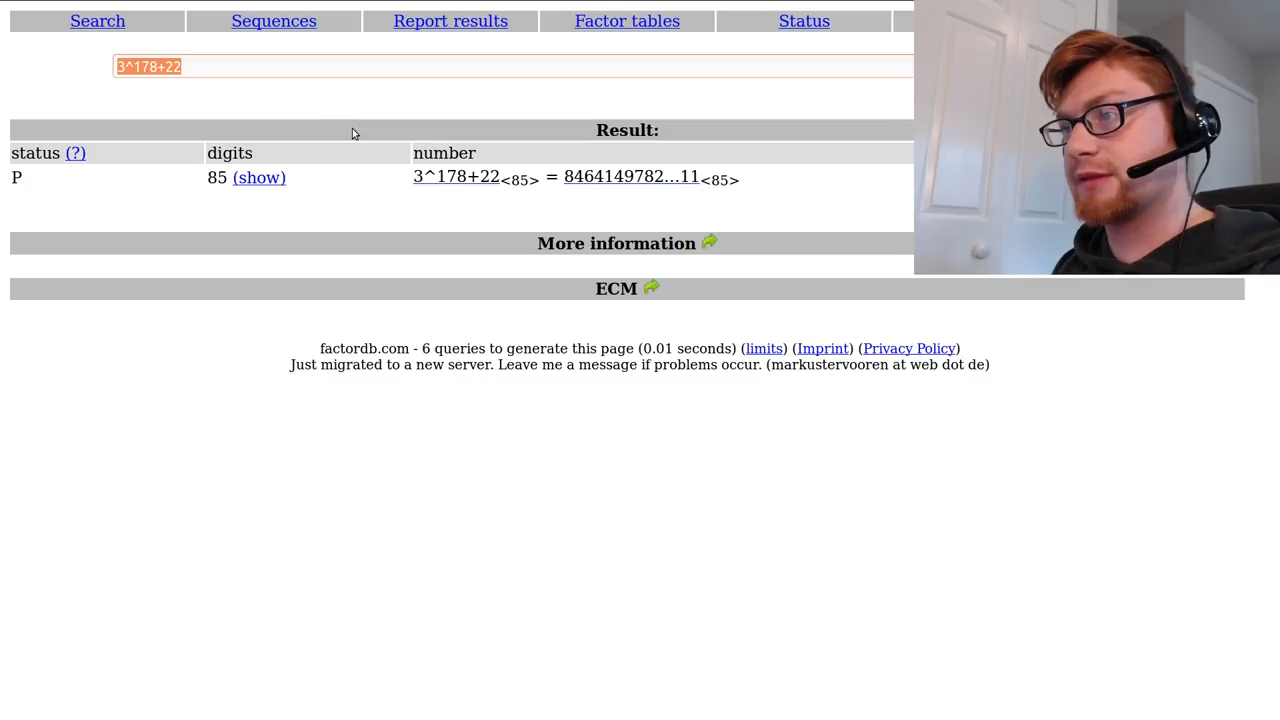 Search Sequences Report results Factor tables Status
3^178+22
Result:
status (?) digits number
P 85 (show) 3^178+22<85> = 8464149782...11<85>
More information
ECM
factordb.com - 6 queries to generate this page (0.01 seconds) (limits) (Imprint) (Privacy Policy)
Just migrated to a new server. Leave me a message if problems occur. (markustervooren at web dot de)